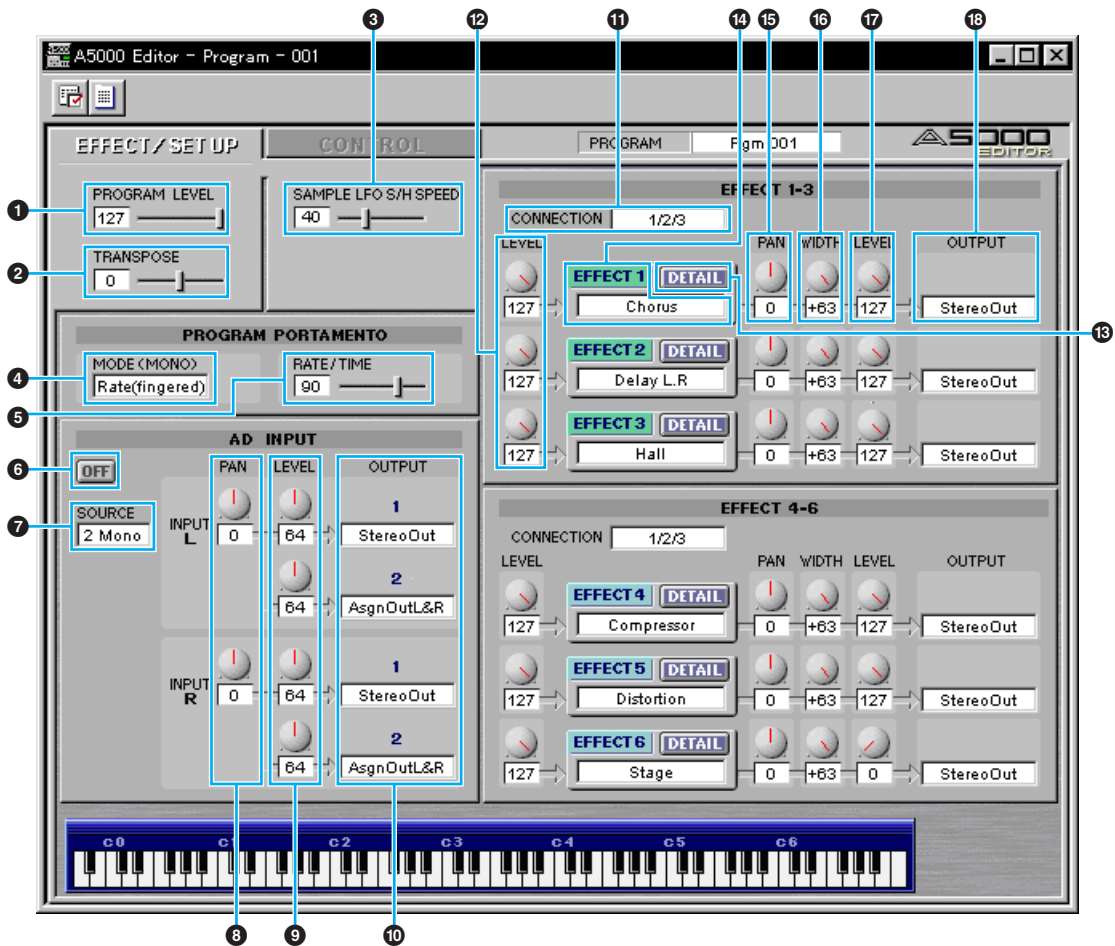 12 3 11 14 15 16 17 18
A5000 Editor - Program - 001
EFFECT/SETUP CONTROL PROGRAM Pgm 001 A5000 EDITOR
1 PROGRAM LEVEL
127
SAMPLE LFO S/H SPEED
40
2 TRANSPOSE
0
PROGRAM PORTAMENTO
4 MODE (MONO)
Rate(fingered)
5 RATE/TIME
90
AD INPUT
6 OFF
PAN LEVEL OUTPUT
7 SOURCE
2 Mono
INPUT L 0 64 1 StereoOut
64 2 AsgnOutL&R
INPUT R 0 64 1 StereoOut
64 2 AsgnOutL&R
EFFECT 1-3
CONNECTION 1/2/3
LEVEL PAN WIDTH LEVEL OUTPUT
EFFECT 1 DETAIL
127 Chorus 0 +63 127 StereoOut
13
EFFECT 2 DETAIL
127 Delay L.R 0 +63 127 StereoOut
EFFECT 3 DETAIL
127 Hall 0 +63 127 StereoOut
EFFECT 4-6
CONNECTION 1/2/3
LEVEL PAN WIDTH LEVEL OUTPUT
EFFECT 4 DETAIL
127 Compressor 0 +63 127 StereoOut
EFFECT 5 DETAIL
127 Distortion 0 +63 127 StereoOut
EFFECT 6 DETAIL
127 Stage 0 +63 0 StereoOut
C0 C1 C2 C3 C4 C5 C6
8 9 10